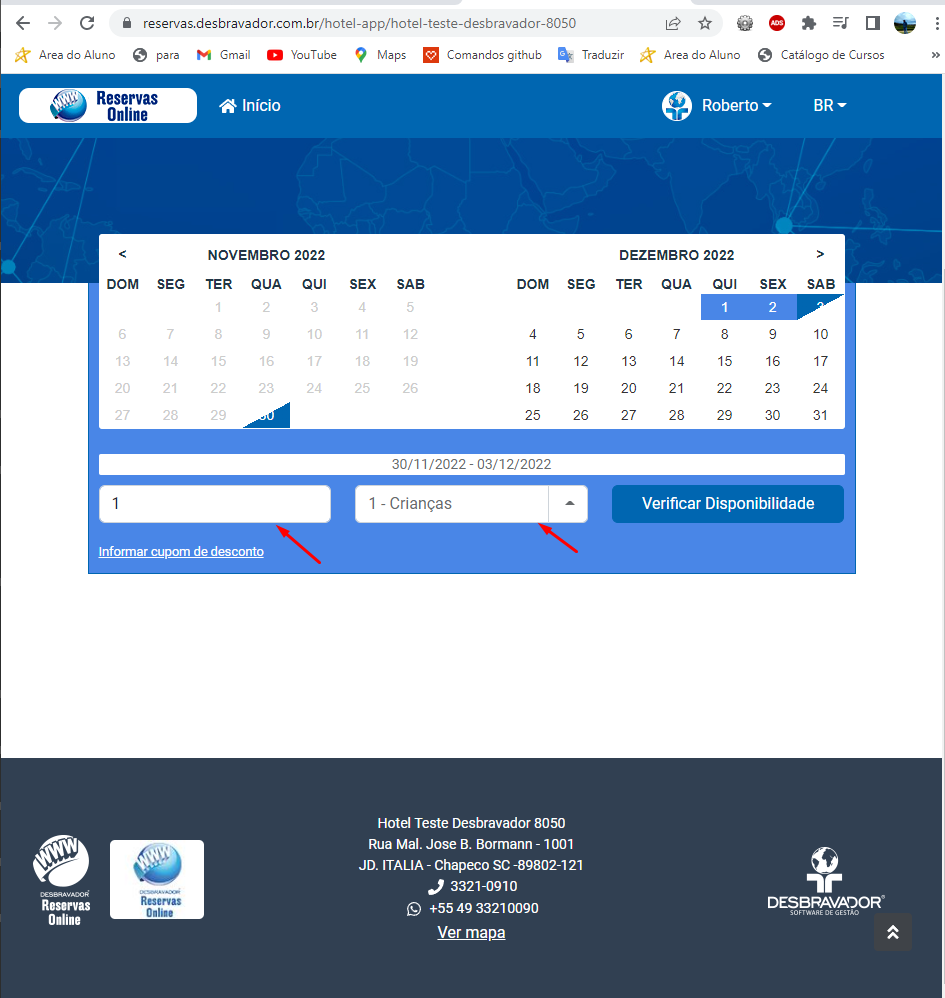 reservas.desbravador.com.br/hotel-app/hotel-teste-desbravador-8050
ADS
Area do Aluno para Gmail YouTube Maps Comandos github Traduzir Area do Aluno Catálogo de Cursos »
WWW Reservas Online Início Roberto BR
< NOVEMBRO 2022
DOM SEG TER QUA QUI SEX SAB
1 2 3 4 5
6 7 8 9 10 11 12
13 14 15 16 17 18 19
20 21 22 23 24 25 26
27 28 29 30
DEZEMBRO 2022 >
DOM SEG TER QUA QUI SEX SAB
1 2 3
4 5 6 7 8 9 10
11 12 13 14 15 16 17
18 19 20 21 22 23 24
25 26 27 28 29 30 31
30/11/2022 - 03/12/2022
1 1 - Crianças Verificar Disponibilidade
Informar cupom de desconto
WWW
DESBRAVADOR
Reservas
Online
WWW
DESBRAVADOR
Reservas
Online
Hotel Teste Desbravador 8050
Rua Mal. Jose B. Bormann - 1001
JD. ITALIA - Chapeco SC -89802-121
3321-0910
+55 49 33210090
Ver mapa
DESBRAVADOR®
SOFTWARE DE GESTÃO